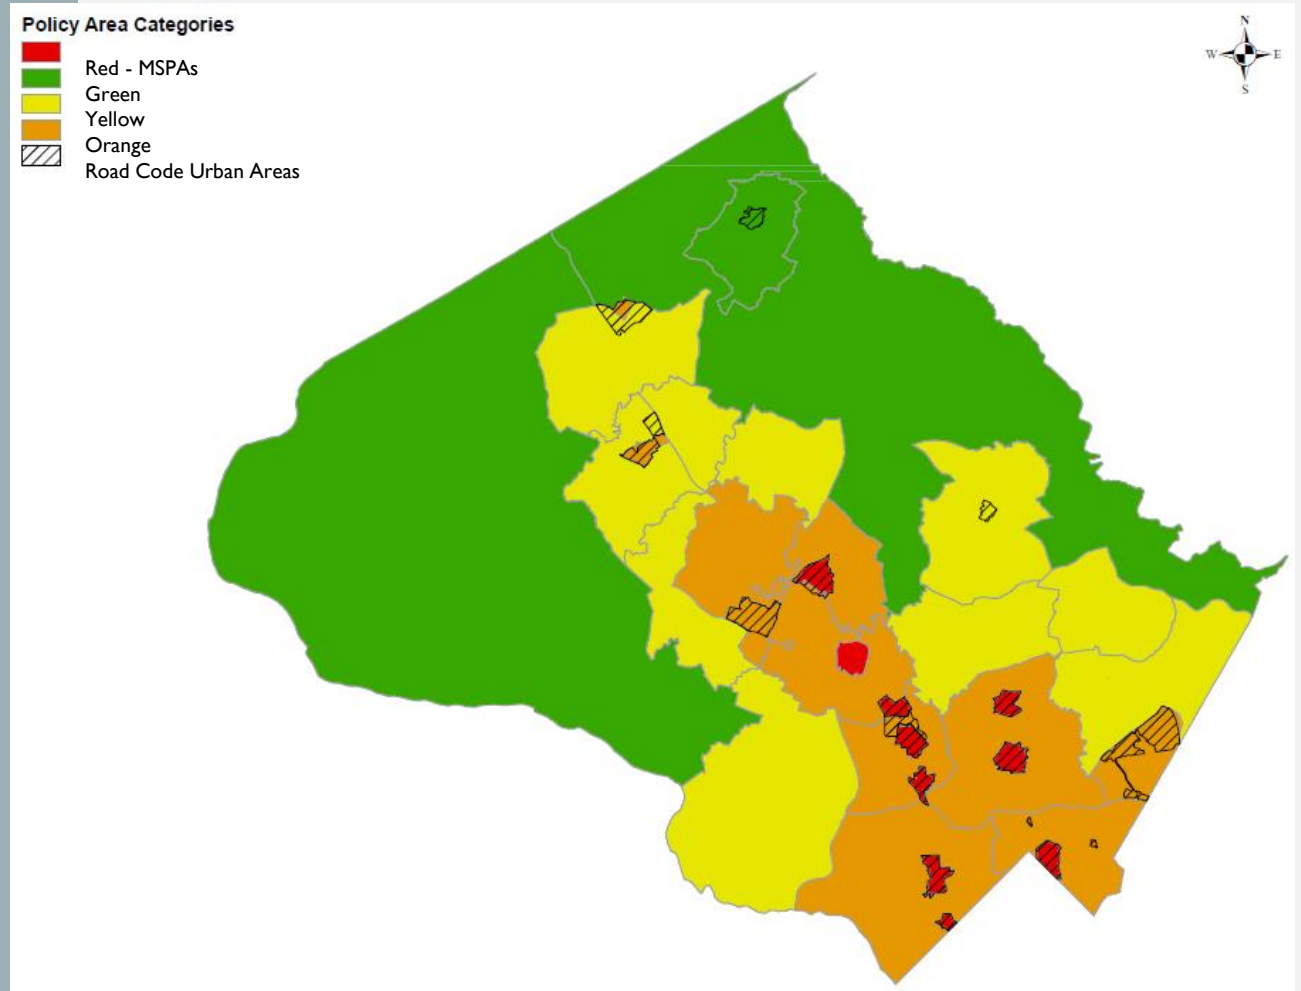 Policy Area Categories
Red - MSPAs
Green
Yellow
Orange
Road Code Urban Areas
N
W E
S